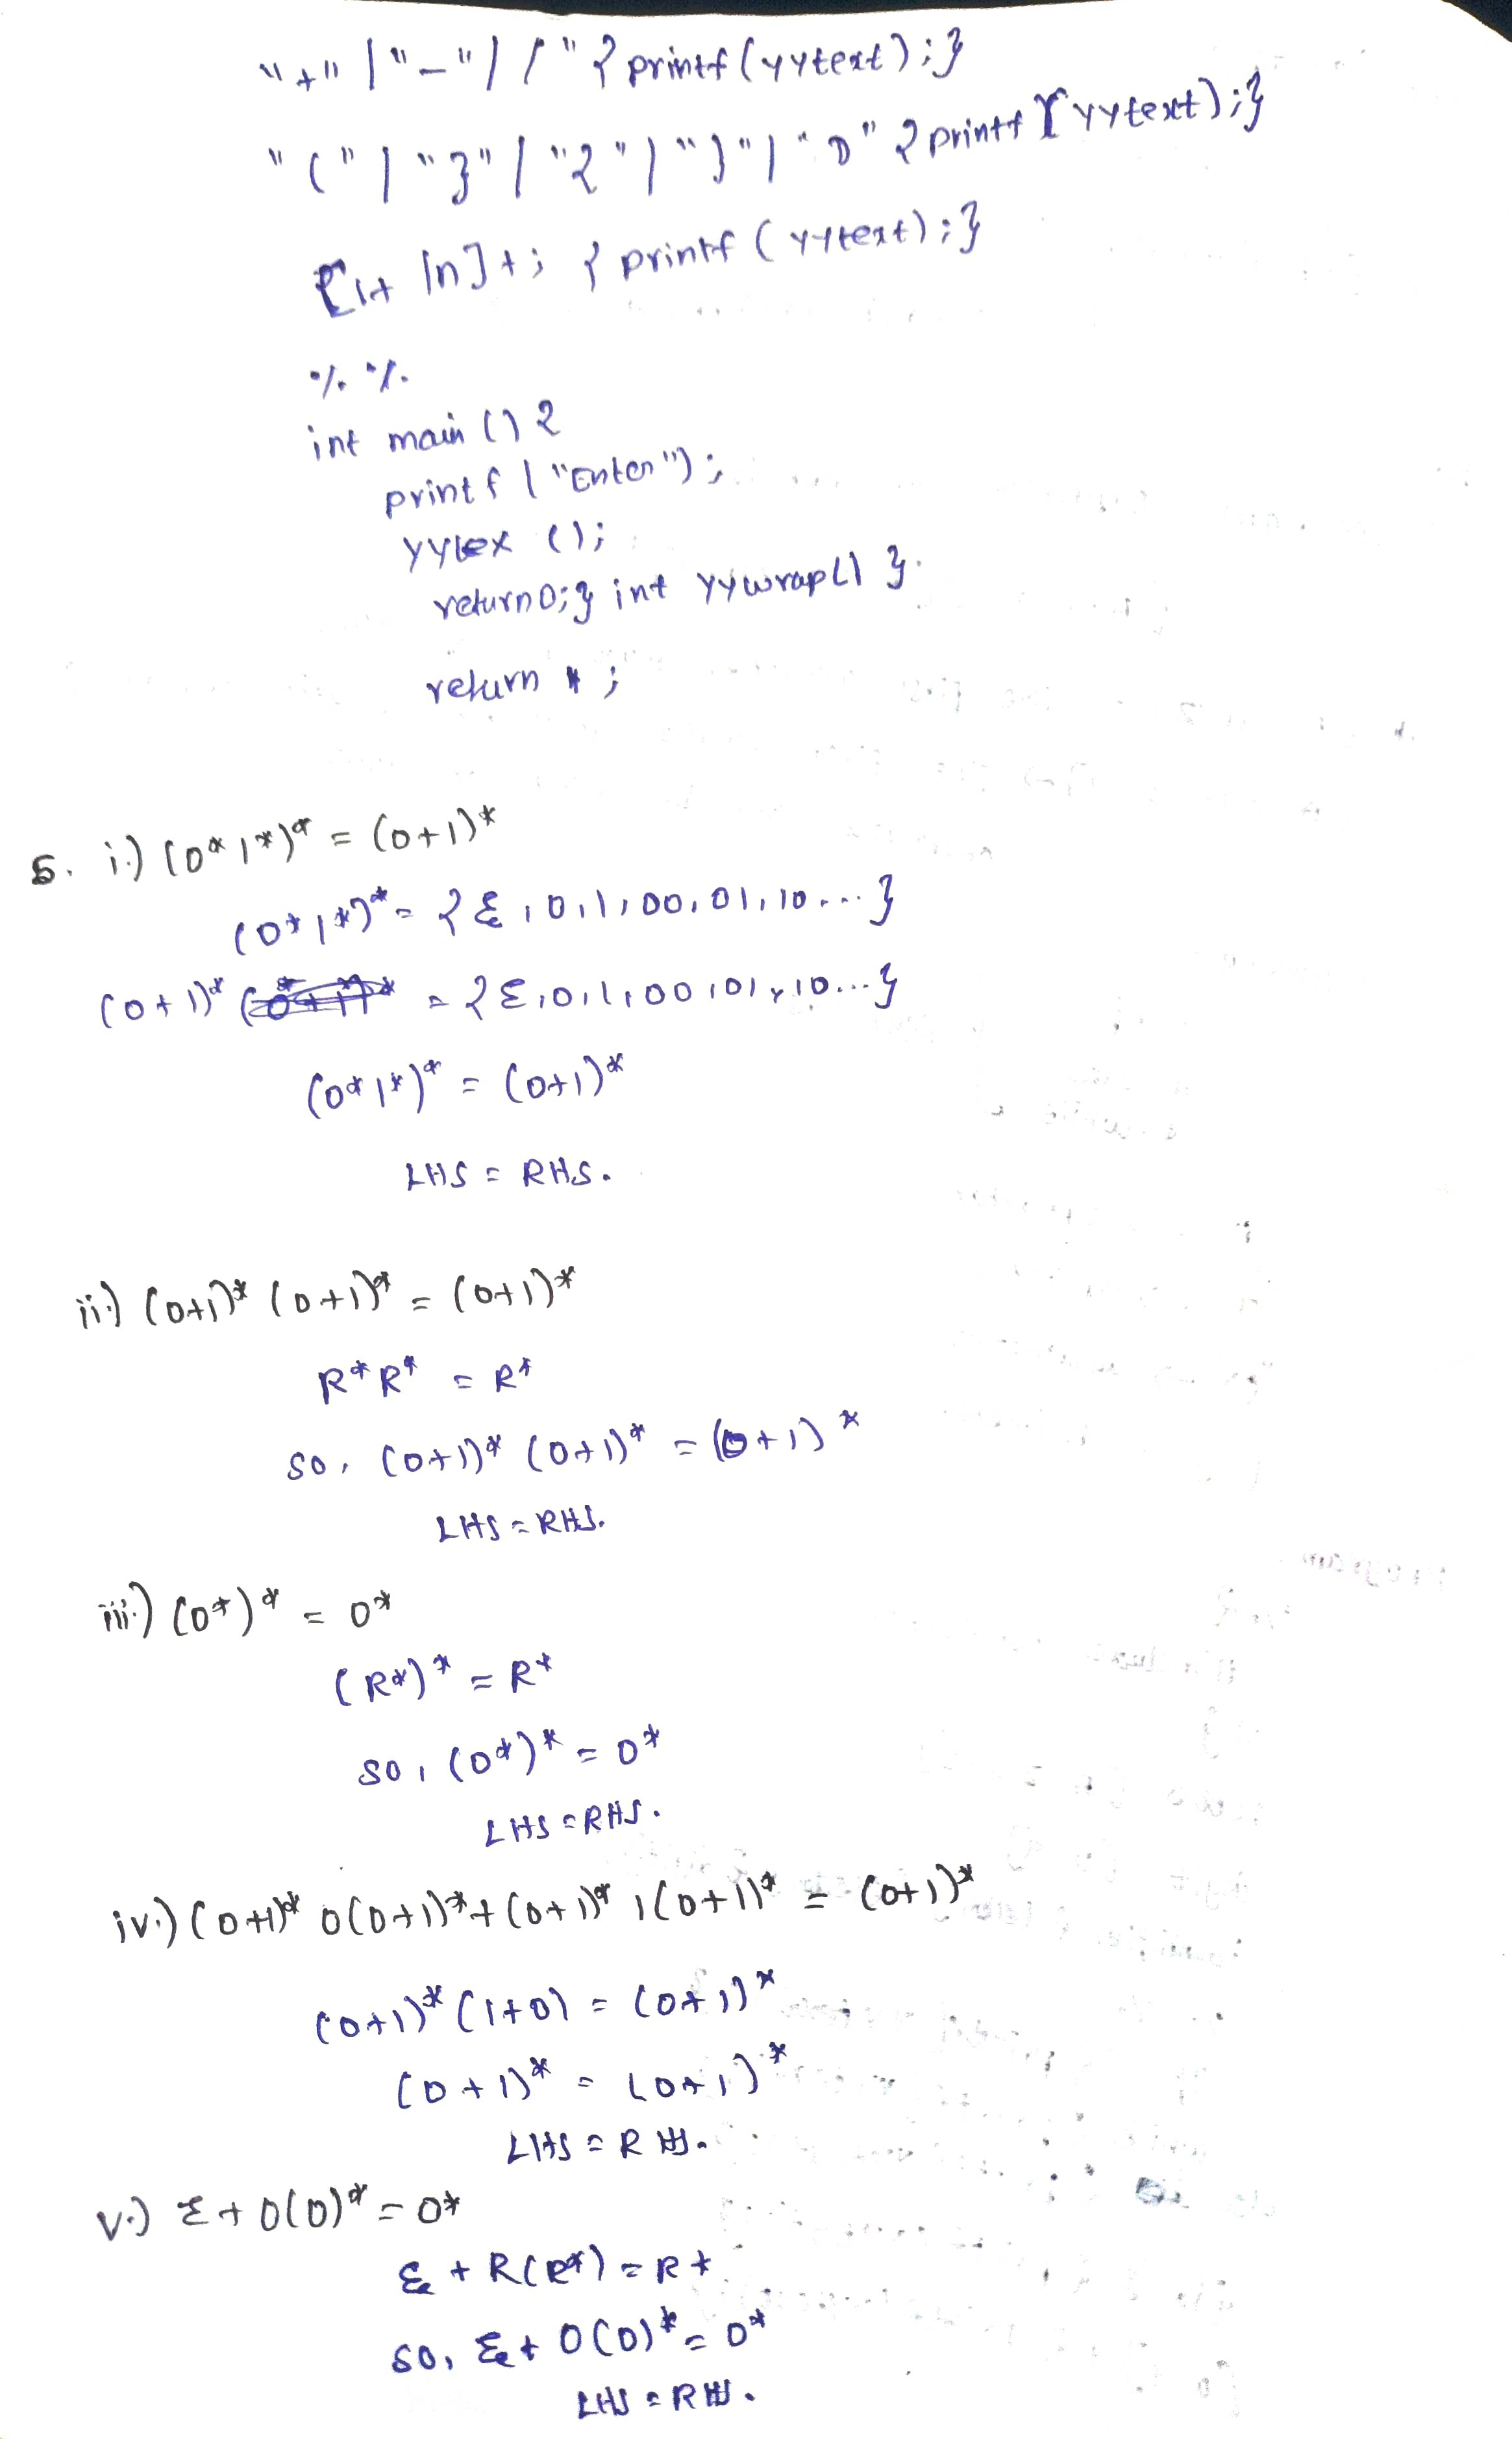 "+" | "-" | / " { printf (yytext) ; }
"(" | "}" | "{" | ")" | "D" { printf ( yytext) ; }
[\t \n]+ ; { printf ( yytext) ; }
%%
int main () {
printf ( "Enter") ;
yylex () ;
return 0; } int yywrap() }
return 1 ;
5. i.) (0* 1*)* = (0+1)*
(0* 1*)* = { ε, 0, 1, 00, 01, 10 ... }
(0+1)* = { ε, 0, 1, 00, 01, 10 ... }
(0* 1*)* = (0+1)*
LHS = RHS.
ii.) (0+1)* (0+1)* = (0+1)*
R* R* = R*
so, (0+1)* (0+1)* = (0+1)*
LHS = RHS.
iii.) (0*)* = 0*
(R*)* = R*
so, (0*)* = 0*
LHS = RHS.
iv.) (0+1)* 0(0+1)* + (0+1)* 1(0+1)* = (0+1)*
(0+1)* (1+0) = (0+1)*
(0+1)* = (0+1)*
LHS = RHS.
v.) ε + 0(0)* = 0*
ε + R(R*) = R*
so, ε + 0(0)* = 0*
LHS = RHS.